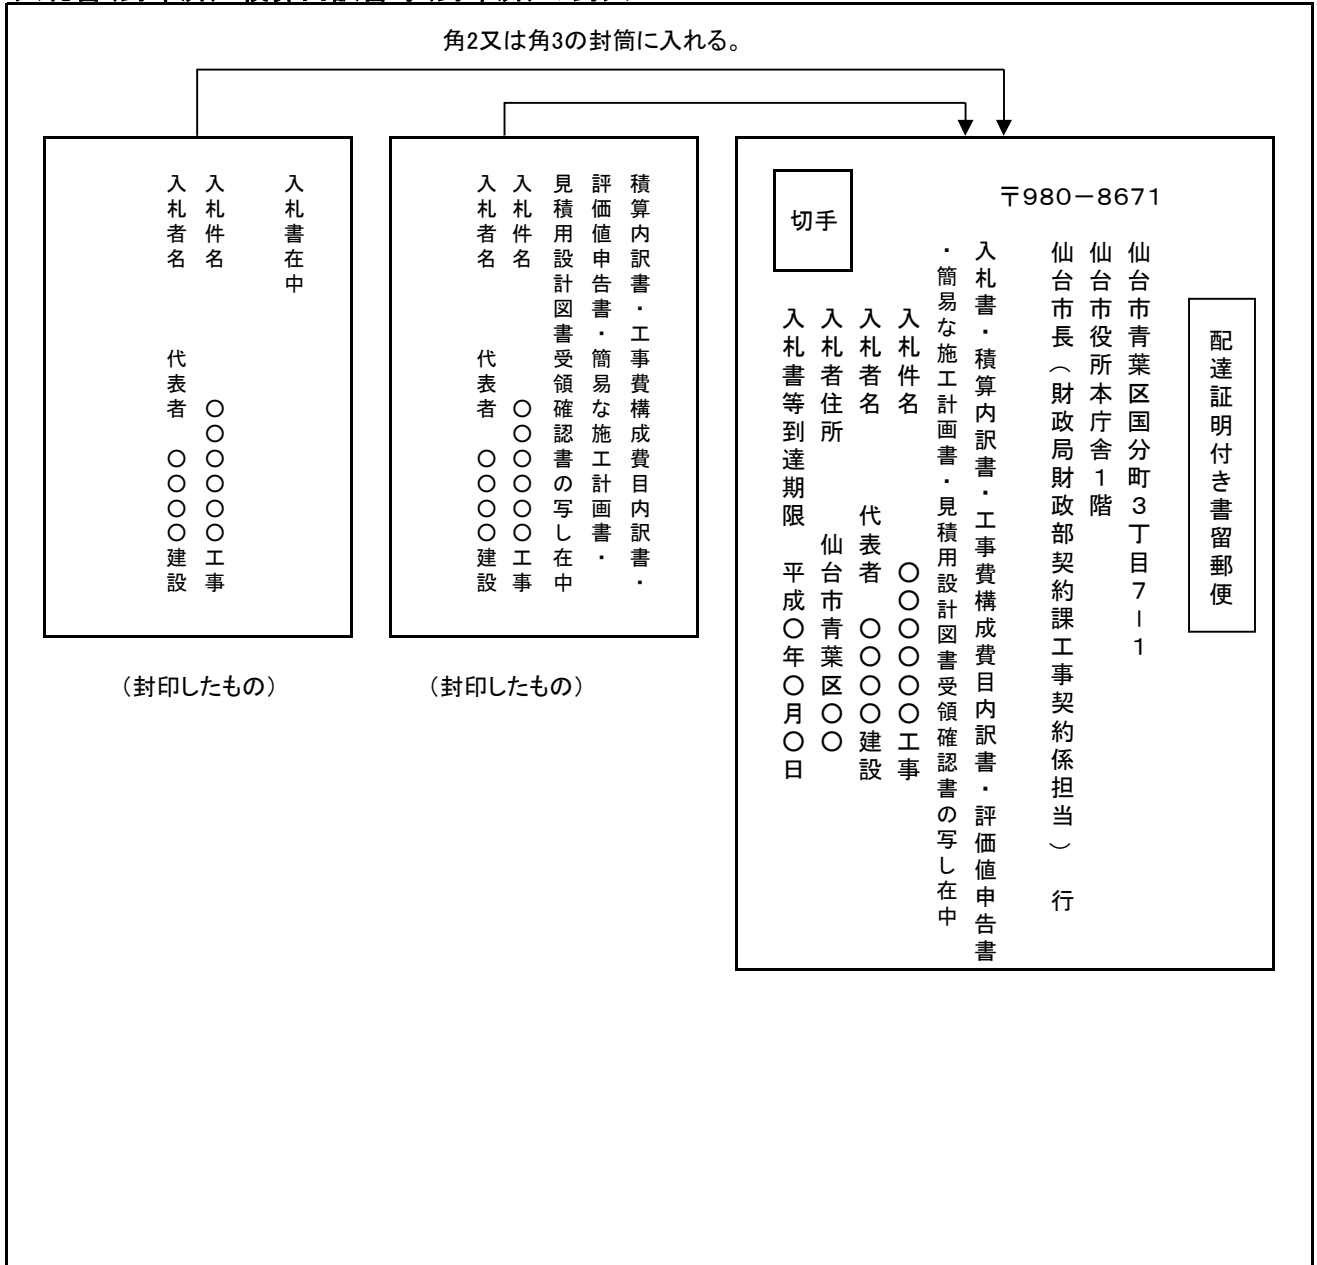 角2又は角3の封筒に入れる。
入札書在中
入札件名　○○○○○○工事
入札者名　代表者　○○○○建設
（封印したもの）
積算内訳書・工事費構成費目内訳書・
評価値申告書・簡易な施工計画書・
見積用設計図書受領確認書の写し在中
入札件名　○○○○○○工事
入札者名　代表者　○○○○建設
（封印したもの）
切手
〒980－8671
配達証明付き書留郵便
仙台市青葉区国分町３丁目７－１
仙台市役所本庁舎１階
仙台市長（財政局財政部契約課工事契約係担当）　行
入札書・積算内訳書・工事費構成費目内訳書・評価値申告書
・簡易な施工計画書・見積用設計図書受領確認書の写し在中
入札件名　○○○○○○工事
入札者名　代表者　○○○○建設
入札者住所　仙台市青葉区○○
入札書等到達期限　平成○年○月○日